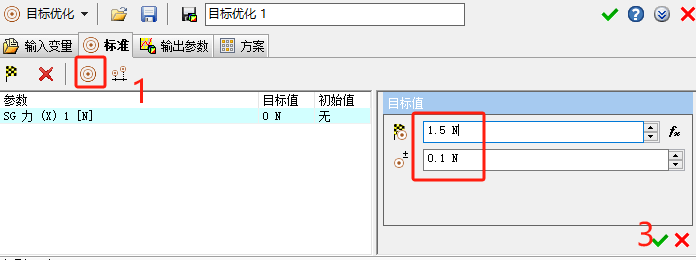 目标优化 目标优化 1
输入变量 标准 输出参数 方案
1
参数 目标值 初始值
SG 力 (X) 1 [N] 0 N 无
目标值
1.5 N fx
± 0.1 N
3